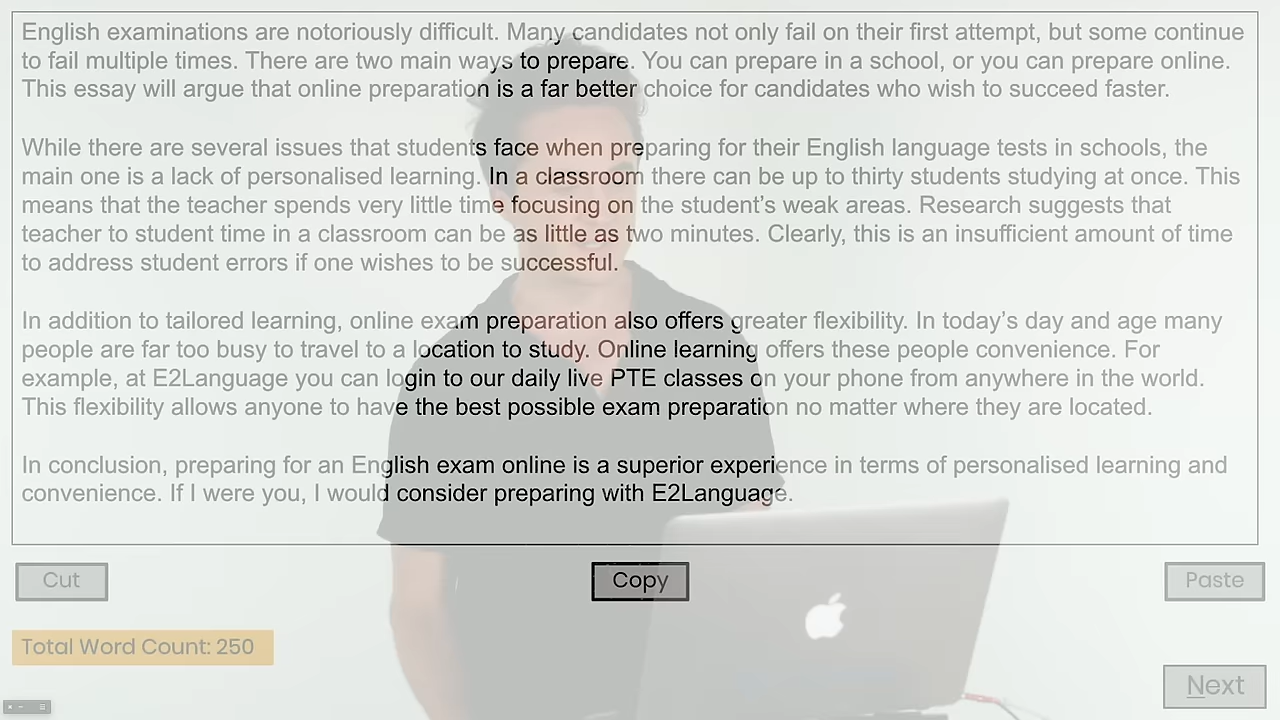 English examinations are notoriously difficult. Many candidates not only fail on their first attempt, but some continue
to fail multiple times. There are two main ways to prepare. You can prepare in a school, or you can prepare online.
This essay will argue that online preparation is a far better choice for candidates who wish to succeed faster.
While there are several issues that students face when preparing for their English language tests in schools, the
main one is a lack of personalised learning. In a classroom there can be up to thirty students studying at once. This
means that the teacher spends very little time focusing on the student's weak areas. Research suggests that
teacher to student time in a classroom can be as little as two minutes. Clearly, this is an insufficient amount of time
to address student errors if one wishes to be successful.
In addition to tailored learning, online exam preparation also offers greater flexibility. In today's day and age many
people are far too busy to travel to a location to study. Online learning offers these people convenience. For
example, at E2Language you can login to our daily live PTE classes on your phone from anywhere in the world.
This flexibility allows anyone to have the best possible exam preparation no matter where they are located.
In conclusion, preparing for an English exam online is a superior experience in terms of personalised learning and
convenience. If I were you, I would consider preparing with E2Language.
Cut
Copy
Paste
Total Word Count: 250
Next